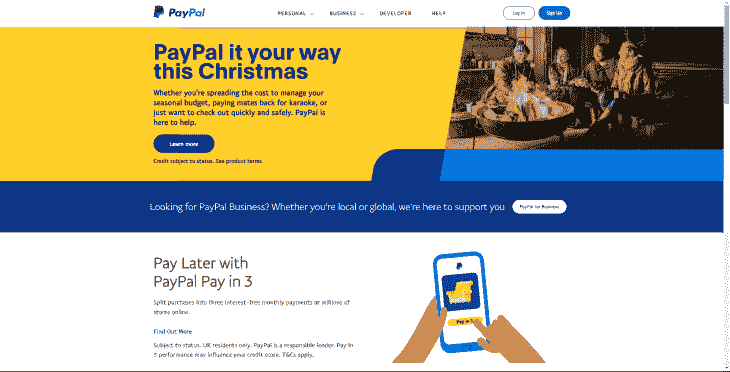 PayPal
PERSONAL BUSINESS DEVELOPER HELP
Log In Sign Up
PayPal it your way
this Christmas
Whether you're spreading the cost to manage your
seasonal budget, paying mates back for karaoke, or
just want to check out quickly and safely. PayPal is
here to help.
Learn more
Credit subject to status. See product terms
Looking for PayPal Business? Whether you're local or global, we're here to support you
PayPal for Business
Pay Later with
PayPal Pay in 3
Split purchases into three interest-free monthly payments at millions of
stores online.
Find Out More
Subject to status. UK residents only. PayPal is a responsible lender. Pay in
3 performance may influence your credit score. T&Cs apply.
Pay in 3